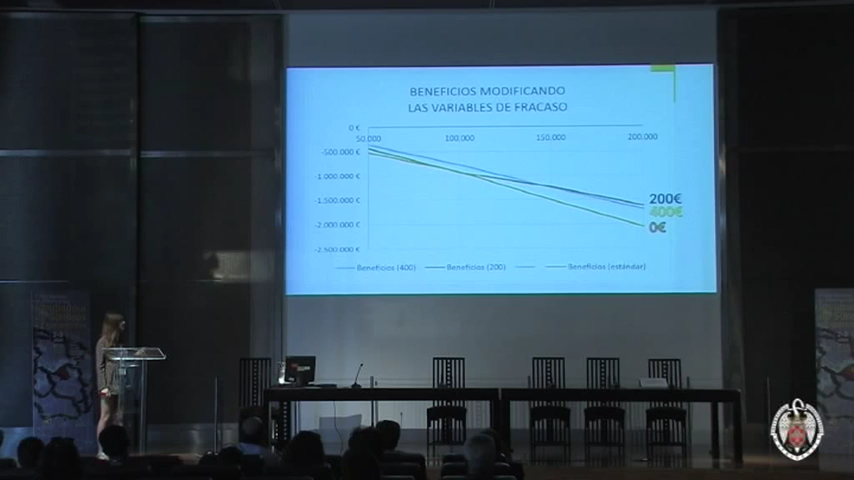 BENEFICIOS MODIFICANDO
LAS VARIABLES DE FRACASO
0 €
50.000 100.000 150.000 200.000
-500.000 €
-1.000.000 €
-1.500.000 €
-2.000.000 €
-2.500.000 €
200€
400€
0€
Beneficios (400) Beneficios (200) Beneficios (estándar)